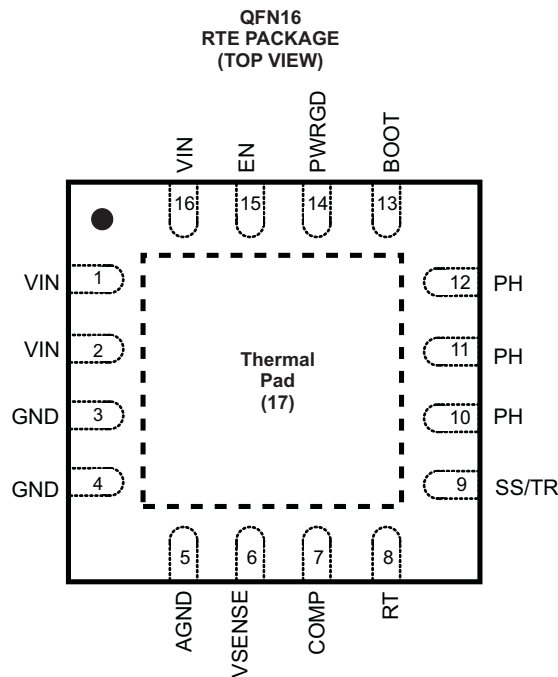 QFN16
RTE PACKAGE
(TOP VIEW)
VIN
EN
PWRGD
BOOT
16
15
14
13
VIN
1
12
PH
VIN
2
11
PH
GND
3
10
PH
GND
4
9
SS/TR
Thermal
Pad
(17)
5
6
7
8
AGND
VSENSE
COMP
RT